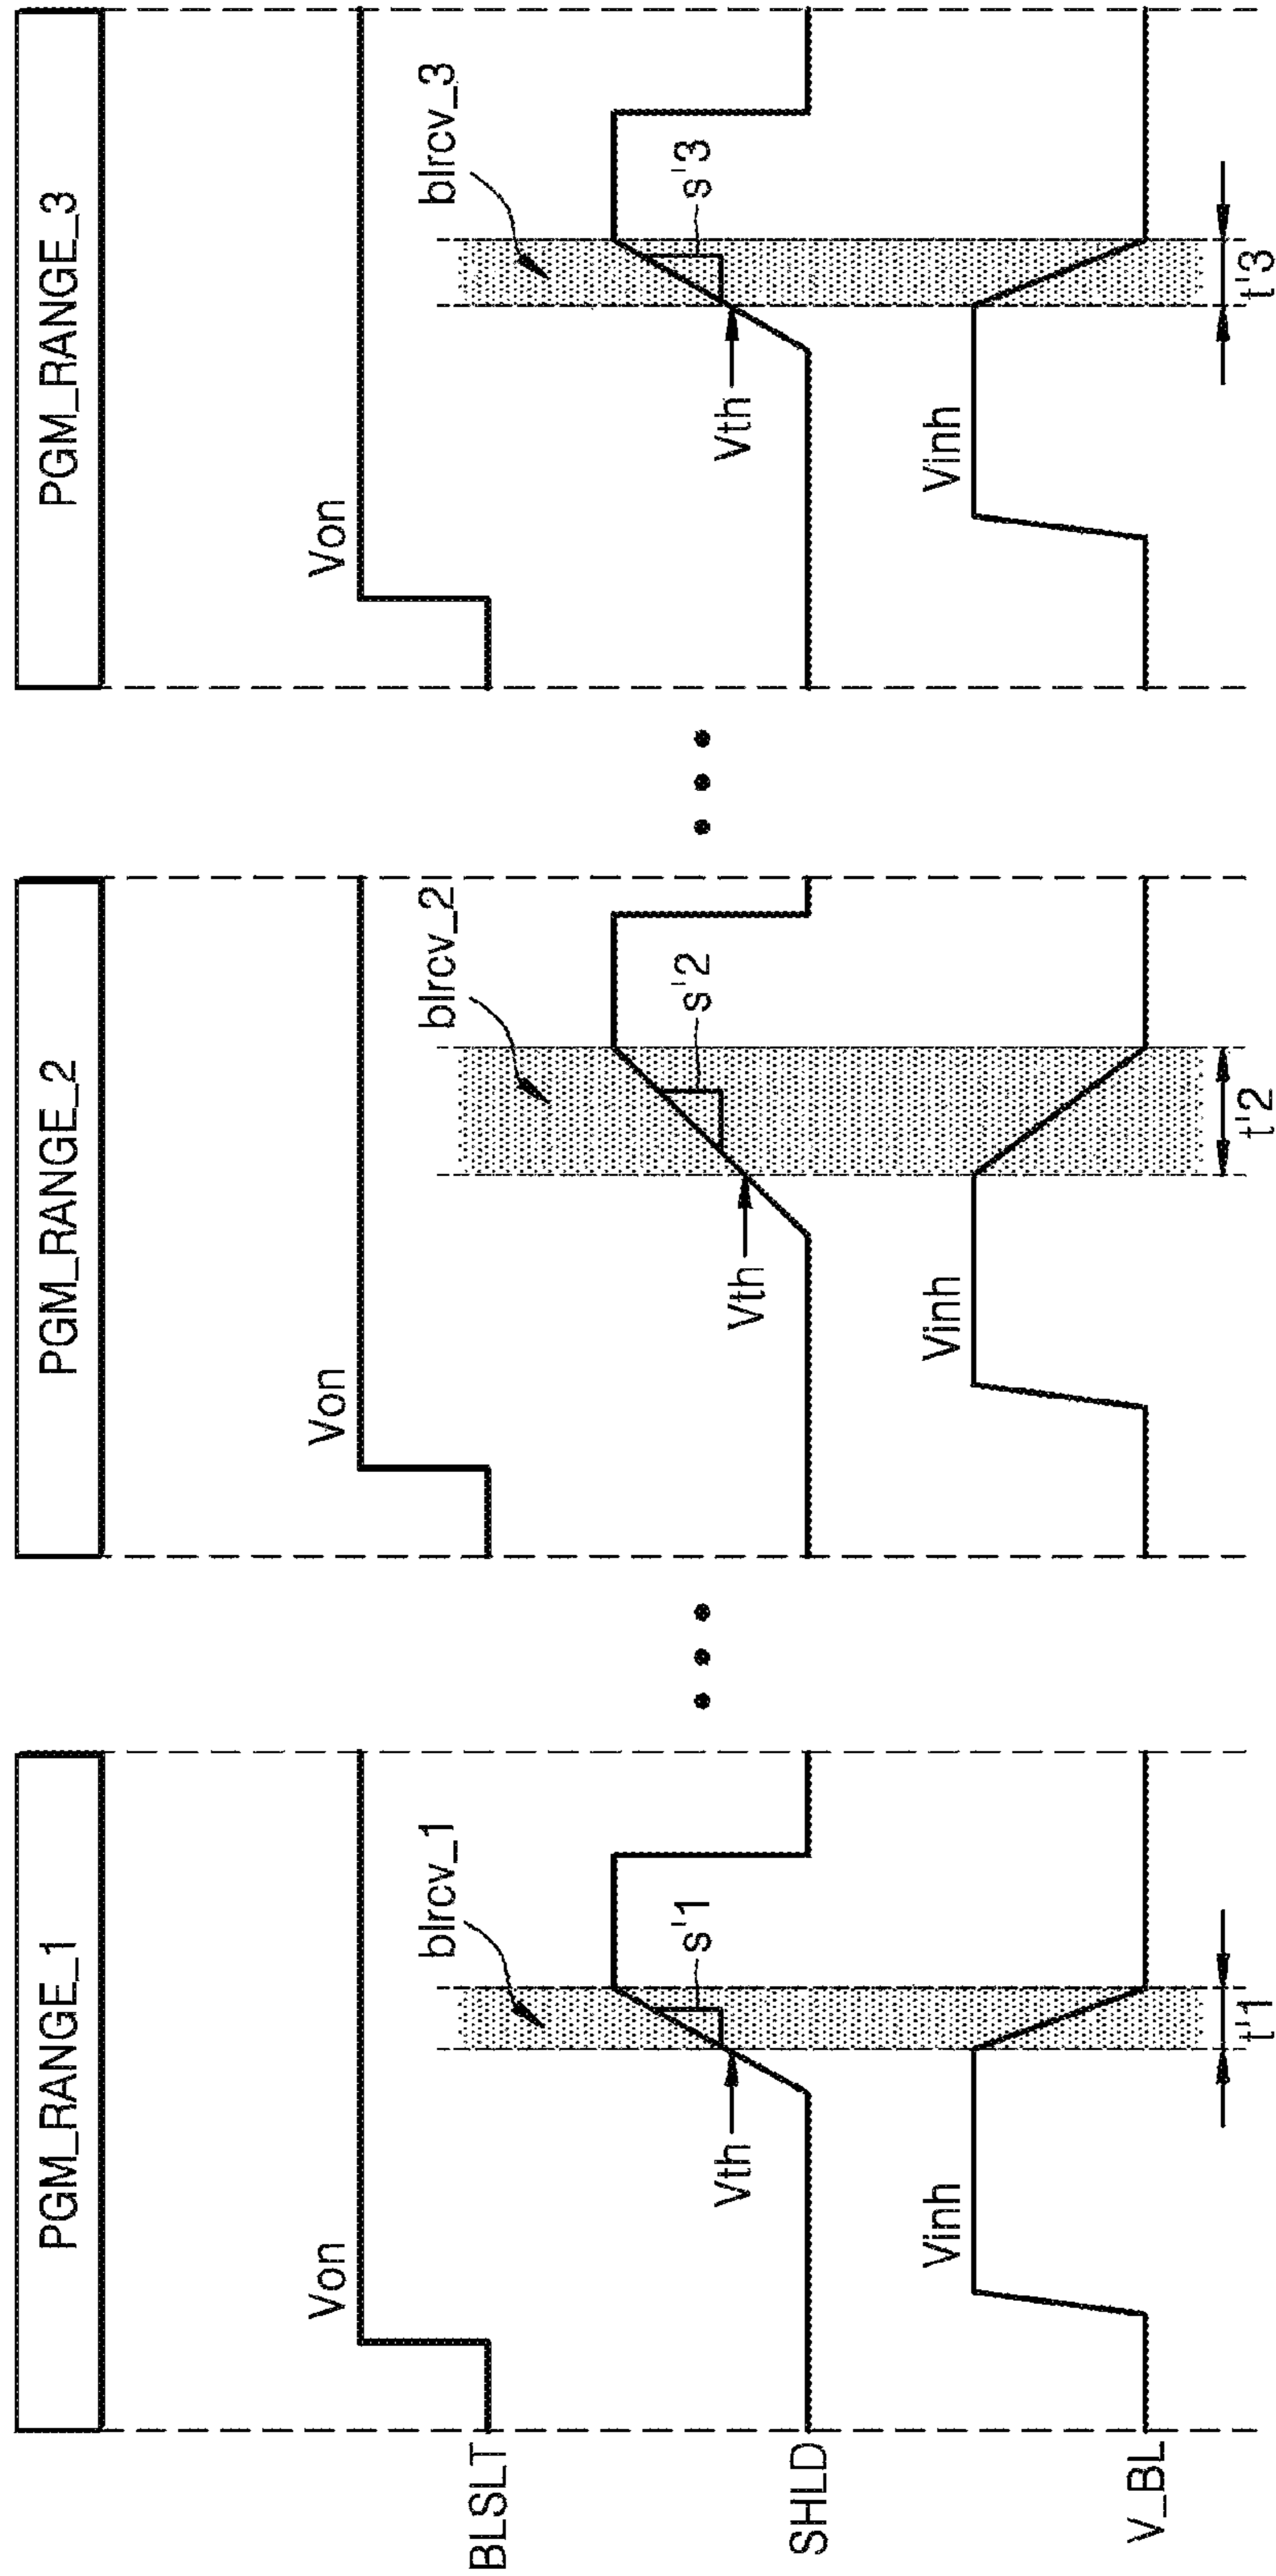 PGM_RANGE_1
PGM_RANGE_2
PGM_RANGE_3
Von
Von
Von
BLSLT
blrcv_1
blrcv_2
blrcv_3
s'1
s'2
s'3
Vth
Vth
Vth
SHLD
Vinh
Vinh
Vinh
V_BL
t'1
t'2
t'3